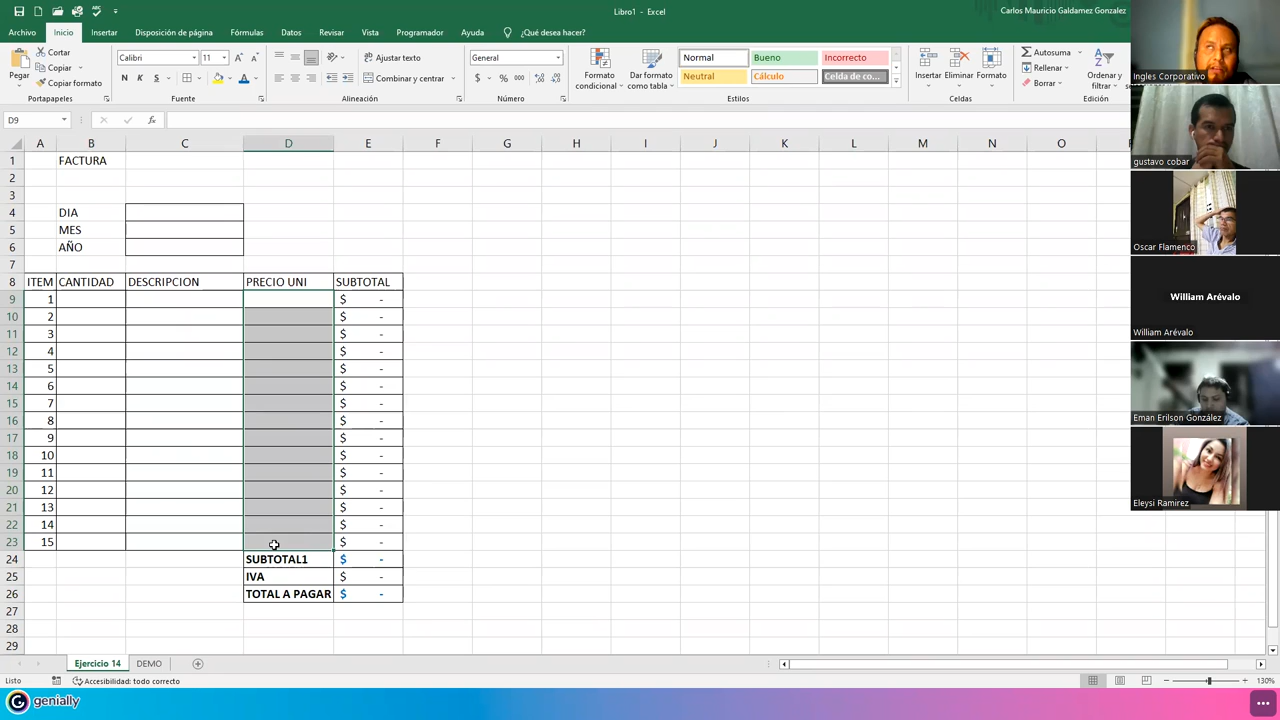 Libro1 - Excel
Carlos Mauricio Galdamez Gonzalez
Archivo Inicio Insertar Disposición de página Fórmulas Datos Revisar Vista Programador Ayuda ¿Qué desea hacer?
Cortar
Copiar
Copiar formato
Pegar
Portapapeles
Calibri 11
N K S
Fuente
Ajustar texto
Combinar y centrar
Alineación
General
$ % 000
Número
Formato condicional
Dar formato como tabla
Normal Bueno Incorrecto
Neutral Cálculo Celda de co...
Estilos
Insertar Eliminar Formato
Celdas
Autosuma
Rellenar
Borrar
Ordenar y filtrar
Edición
D9
fx
A B C D E F G H I J K L M N O
1 FACTURA
2
3
4 DIA
5 MES
6 AÑO
7
8 ITEM CANTIDAD DESCRIPCION PRECIO UNI SUBTOTAL
9 1 $ -
10 2 $ -
11 3 $ -
12 4 $ -
13 5 $ -
14 6 $ -
15 7 $ -
16 8 $ -
17 9 $ -
18 10 $ -
19 11 $ -
20 12 $ -
21 13 $ -
22 14 $ -
23 15 $ -
24 SUBTOTAL1 $ -
25 IVA $ -
26 TOTAL A PAGAR $ -
27
28
29
Ejercicio 14 DEMO
Listo Accesibilidad: todo correcto 130%
genially
Ingles Corporativo
gustavo cobar
Oscar Flamenco
William Arévalo
William Arévalo
Eman Erilson González
Eleysi Ramirez